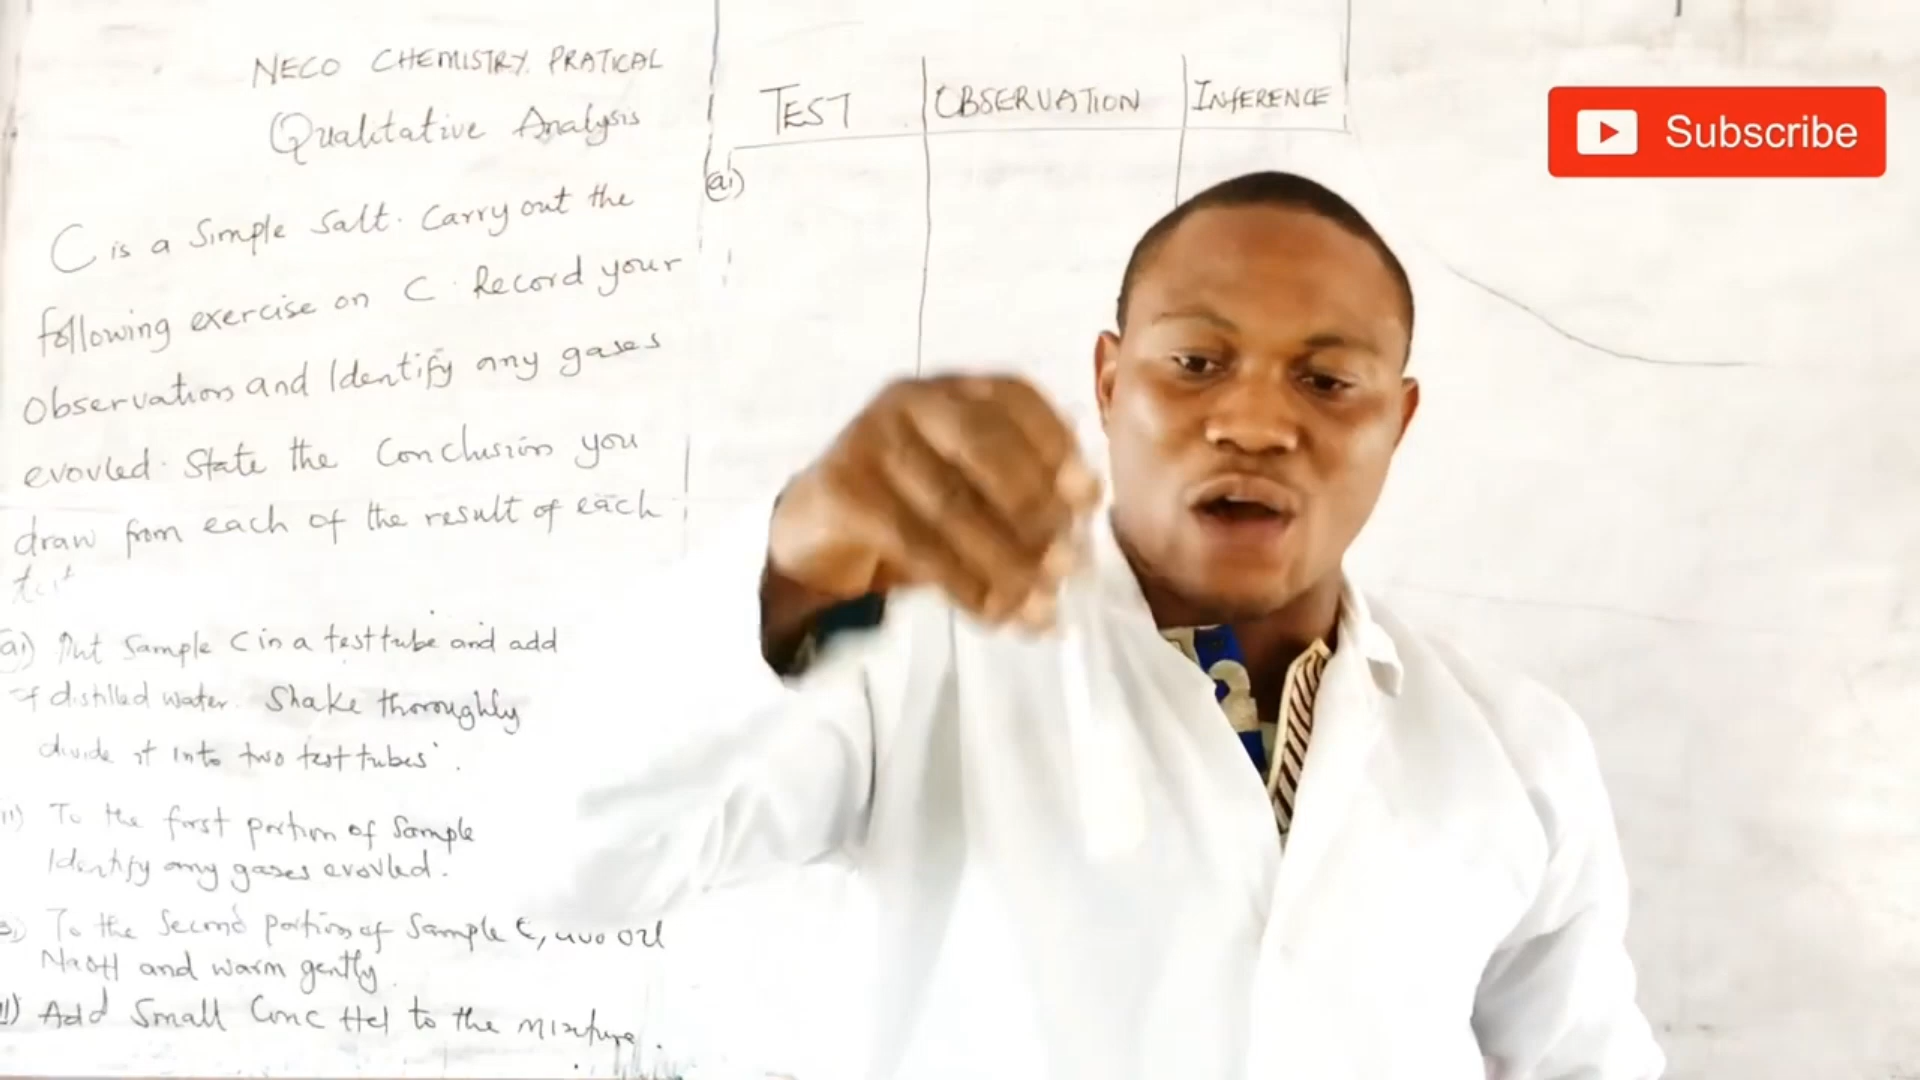 NECO CHEMISTRY PRATICAL
Qualitative Analysis
C is a simple salt. Carry out the
following exercise on C. Record your
observation and Identify any gases
evovled. State the Conclusion you
draw from each of the result of each
test
ai) Put Sample C in a test tube and add
of distilled water. Shake thoroughly
divide it into two test tubes.
ii) To the first portion of Sample
Identify any gases evovled.
To the Second portion of Sample C,
NaOH and warm gently.
ii) Add Small Conc Hcl to the mixture.
TEST
OBSERVATION
INFERENCE
ai)
Subscribe